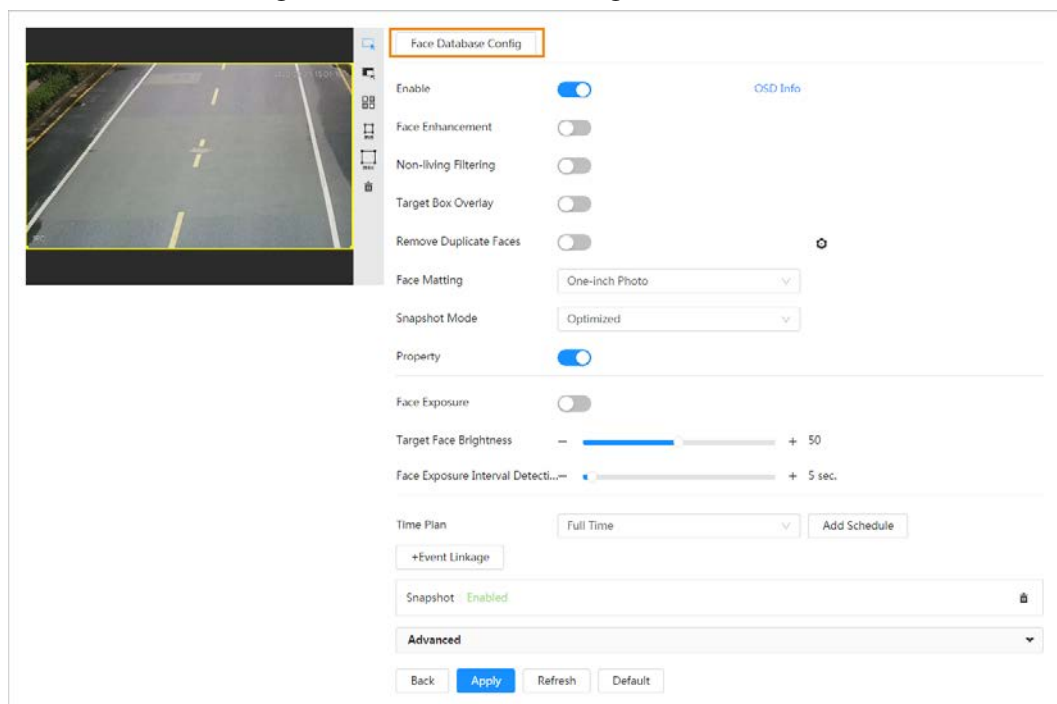 Face Database Config
Enable OSD Info
Face Enhancement
Non-living Filtering
Target Box Overlay
Remove Duplicate Faces
Face Matting One-inch Photo
Snapshot Mode Optimized
Property
Face Exposure
Target Face Brightness − + 50
Face Exposure Interval Detecti... − + 5 sec.
Time Plan Full Time Add Schedule
+Event Linkage
Snapshot Enabled
Advanced
Back Apply Refresh Default